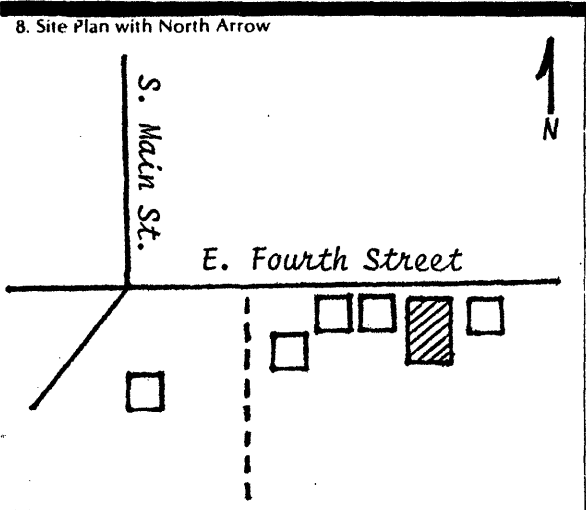 8. Site Plan with North Arrow
N
S. Main St.
E. Fourth Street